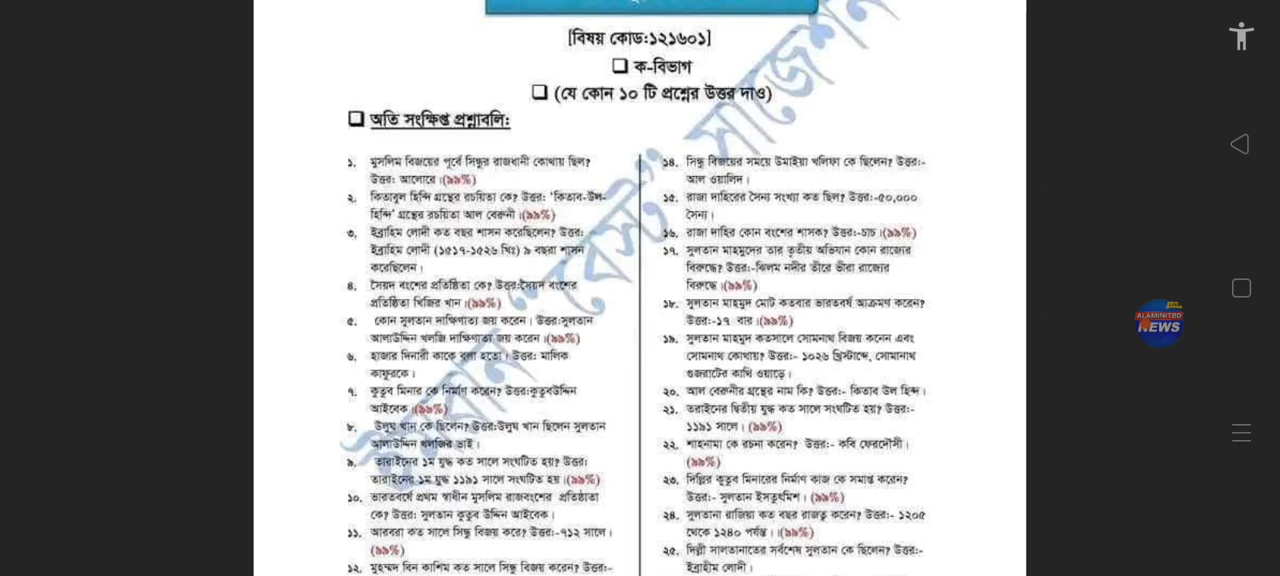 [বিষয় কোড:১২১৬০১]
❑ ক-বিভাগ
❑ (যে কোন ১০ টি প্রশ্নের উত্তর দাও)
❑ অতি সংক্ষিপ্ত প্রশ্নাবলি:
১. মুসলিম বিজয়ের পূর্বে সিন্ধুর রাজধানী কোথায় ছিল?
উত্তর: আলোরে।(৯৯%)
২. কিতাবুল হিন্দি গ্রন্থের রচয়িতা কে? উত্তর: ‘কিতাব-উল-
হিন্দি’ গ্রন্থের রচয়িতা আল বেরুনী।(৯৯%)
৩. ইব্রাহিম লোদী কত বছর শাসন করেছিলেন? উত্তর:
ইব্রাহিম লোদী (১৫১৭-১৫২৬ খিঃ) ৯ বছরা শাসন
করেছিলেন।
৪. সৈয়দ বংশের প্রতিষ্ঠিতা কে? উত্তর:সৈয়দ বংশের
প্রতিষ্ঠিতা খিজির খান।(৯৯%)
৫. কোন সুলতান দাক্ষিণাত্য জয় করেন। উত্তর:সুলতান
আলাউদ্দিন খলজি দাক্ষিণাত্য জয় করেন।(৯৯%)
৬. হাজার দিনারী কাকে বলা হতো। উত্তর: মালিক
কাফুরকে।
৭. কুতুব মিনার কে নির্মাণ করেন? উত্তর:কুতুবউদ্দিন
আইবেক।(৯৯%)
৮. উলুঘ খান কে ছিলেন? উত্তর:উলুঘ খান ছিলেন সুলতান
আলাউদ্দিন খলজির ভাই।
৯. তারাইনের ১ম যুদ্ধ কত সালে সংঘটিত হয়? উত্তর:
তারাইনের ১ম যুদ্ধ ১১৯১ সালে সংঘটিত হয়।(৯৯%)
১০. ভারতবর্ষে প্রথম স্বাধীন মুসলিম রাজবংশের প্রতিষ্ঠাতা
কে? উত্তর: সুলতান কুতুব উদ্দিন আইবেক।
১১. আরবরা কত সালে সিন্ধু বিজয় করে? উত্তর:-৭১২ সালে।
(৯৯%)
১২. মুহম্মদ বিন কাশিম কত সালে সিন্ধু বিজয় করেন? উত্তর:-
১৪. সিন্ধু বিজয়ের সময়ে উমাইয়া খলিফা কে ছিলেন? উত্তর:-
আল ওয়ালিদ।
১৫. রাজা দাহিরের সৈন্য সংখ্যা কত ছিল? উত্তর:-৫০,০০০
সৈন্য।
১৬. রাজা দাহির কোন বংশের শাসক? উত্তর:-চাচ।(৯৯%)
১৭. সুলতান মাহমুদের তার তৃতীয় অভিযান কোন রাজ্যের
বিরুদ্ধে? উত্তর:-ঝিলম নদীর তীরে ভীরা রাজ্যের
বিরুদ্ধে।(৯৯%)
১৮. সুলতান মাহমুদ মোট কতবার ভারতবর্ষ আক্রমণ করেন?
উত্তর:-১৭ বার।(৯৯%)
১৯. সুলতান মাহমুদ কতসালে সোমনাথ বিজয় কনেন এবং
সোমনাথ কোথায়? উত্তর:- ১০২৬ খ্রিস্টাব্দে, সোমানাথ
গুজরাটের কাথি ওয়াড়ে।
২০. আল বেরুনীর গ্রন্থের নাম কি? উত্তর:- কিতাব উল হিন্দ।
২১. তরাইনের দ্বিতীয় যুদ্ধ কত সালে সংঘটিত হয়? উত্তর:-
১১৯১ সালে। (৯৯%)
২২. শাহনামা কে রচনা করেন? উত্তর:- কবি ফেরদৌসী।
(৯৯%)
২৩. দিল্লির কুতুব মিনারের নির্মাণ কাজ কে সমাপ্ত করেন?
উত্তর:- সুলতান ইসতুৎমিশ। (৯৯%)
২৪. সুলতানা রাজিয়া কত বছর রাজতু করেন? উত্তর:- ১২০৫
থেকে ১২৪০ পর্যন্ত।।(৯৯%)
২৫. দিল্লী সালতানাতের সর্বশেষ সুলতান কে ছিলেন? উত্তর:-
ইব্রাহীম লোদী।
ইমরান “বেস্ট” সাজেশন
ALAMINITBD
NEWS